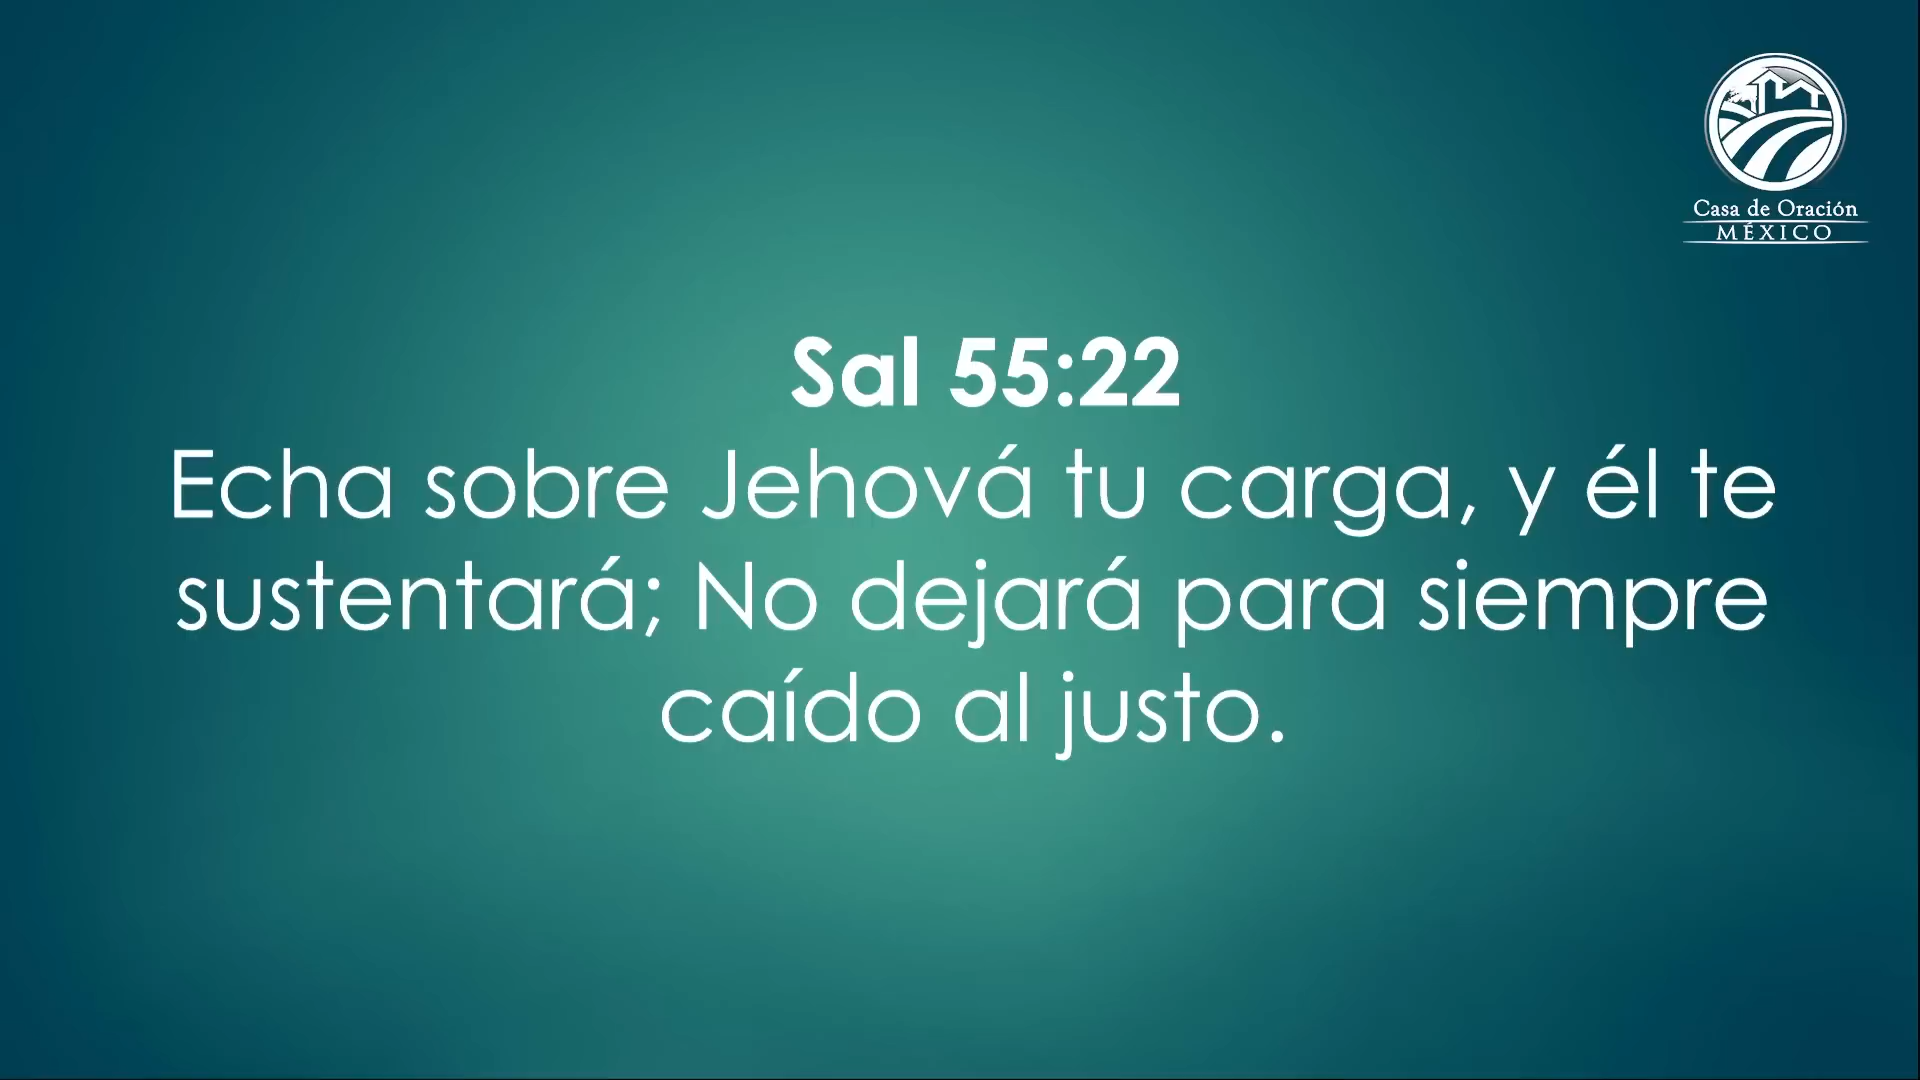 Casa de Oración
MÉXICO
Sal 55:22
Echa sobre Jehová tu carga, y él te
sustentará; No dejará para siempre
caído al justo.